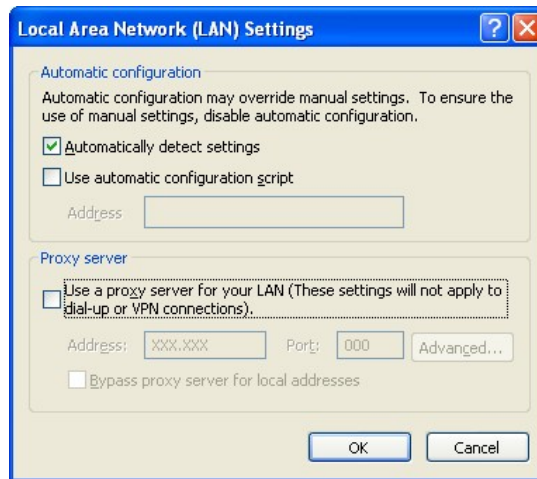 Local Area Network (LAN) Settings
Automatic configuration
Automatic configuration may override manual settings. To ensure the
use of manual settings, disable automatic configuration.
Automatically detect settings
Use automatic configuration script
Address
Proxy server
Use a proxy server for your LAN (These settings will not apply to
dial-up or VPN connections).
Address: XXX.XXX Port: 000 Advanced...
Bypass proxy server for local addresses
OK Cancel